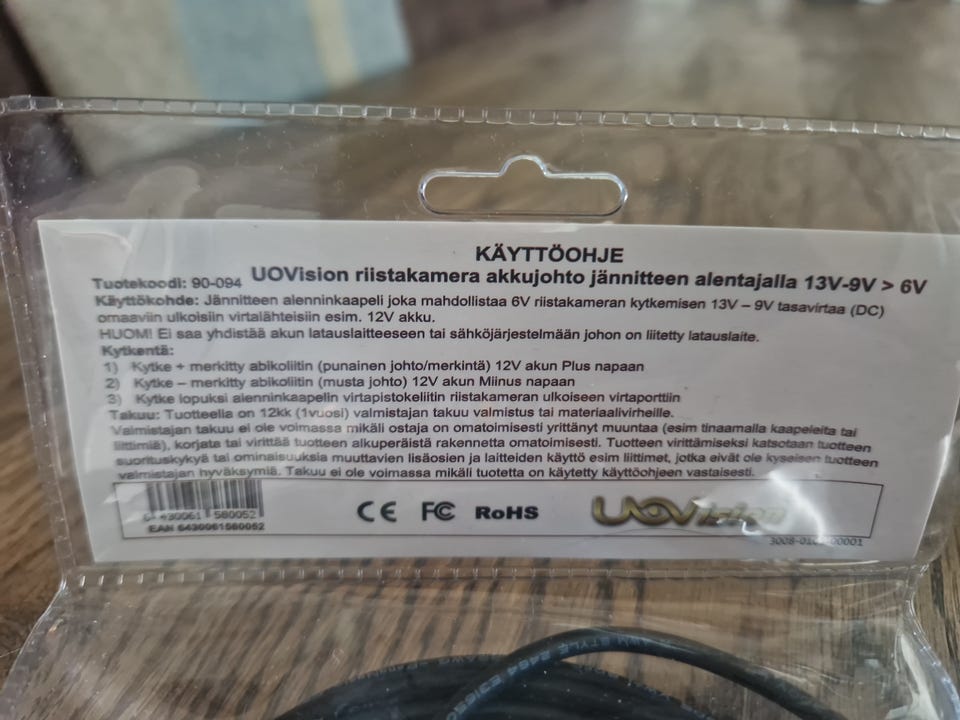 KÄYTTÖOHJE
Tuotekoodi: 90-094 UOVision riistakamera akkujohto jännitteen alentajalla 13V-9V > 6V
Käyttökohde: Jännitteen alenninkaapeli joka mahdollistaa 6V riistakameran kytkemisen 13V – 9V tasavirtaa (DC)
omaaviin ulkoisiin virtalähteisiin esim. 12V akku.
HUOM! Ei saa yhdistää akun latauslaitteeseen tai sähköjärjestelmään johon on liitetty latauslaite.
Kytkentä:
1) Kytke + merkitty abikoliitin (punainen johto/merkintä) 12V akun Plus napaan
2) Kytke – merkitty abikoliitin (musta johto) 12V akun Miinus napaan
3) Kytke lopuksi alenninkaapelin virtapistokeliitin riistakameran ulkoiseen virtaporttiin
Takuu: Tuotteella on 12kk (1vuosi) valmistajan takuu valmistus tai materiaalivirheille.
Valmistajan takuu ei ole voimassa mikäli ostaja on omatoimisesti yrittänyt muuntaa (esim tinaamalla kaapeleita tai
liittimiä), korjata tai virittää tuotteen alkuperäistä rakennetta omatoimisesti. Tuotteen virittämiseksi katsotaan tuotteen
suorituskykyä tai ominaisuuksia muuttavien lisäosien ja laitteiden käyttö esim liittimet, jotka eivät ole kyseisen tuotteen
valmistajan hyväksymiä. Takuu ei ole voimassa mikäli tuotetta on käytetty käyttöohjeen vastaisesti.
6 430061 580052
EAN 6430061580052
CE FC RoHS UOVision
AWM STYLE 2464